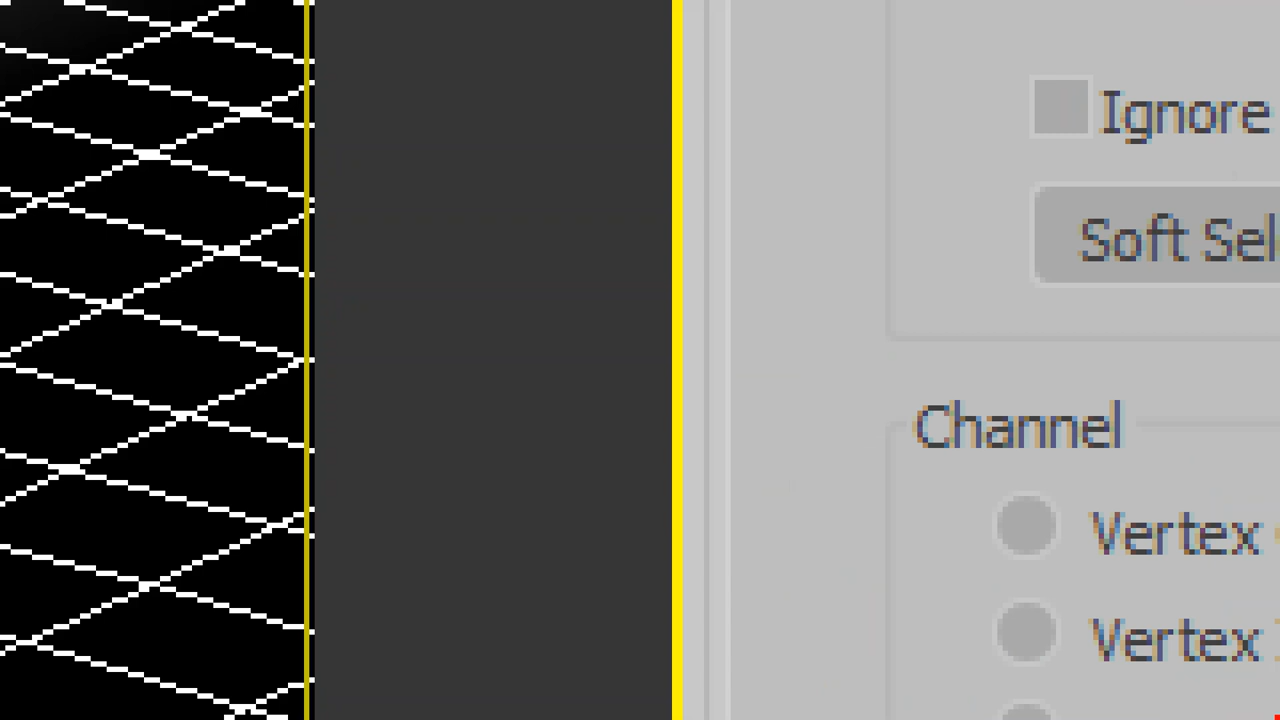 Ignore
Soft Sel
Channel
Vertex
Vertex